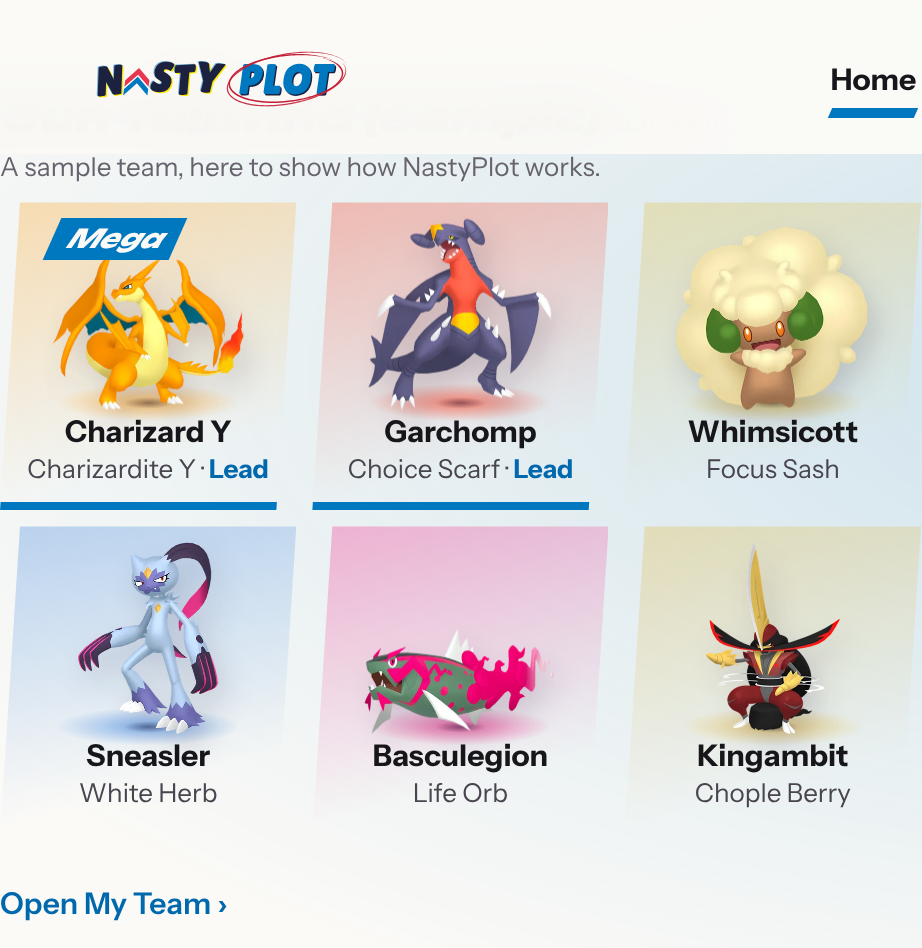 NASTY PLOT
Home
A sample team, here to show how NastyPlot works.
Mega
Charizard Y
Charizardite Y · Lead
Garchomp
Choice Scarf · Lead
Whimsicott
Focus Sash
Sneasler
White Herb
Basculegion
Life Orb
Kingambit
Chople Berry
Open My Team ›